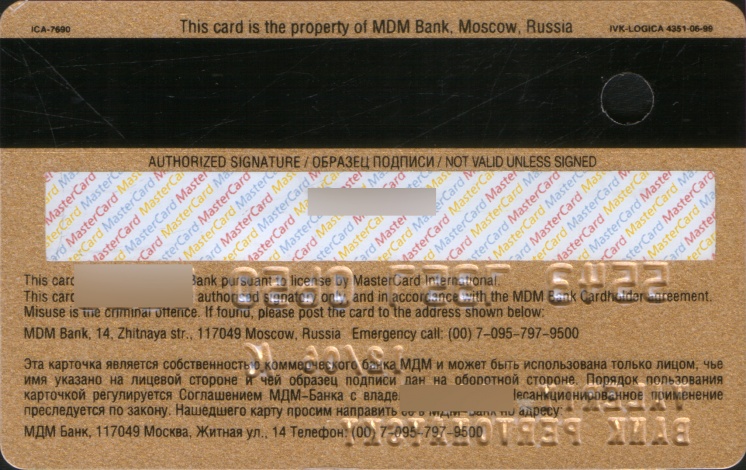 ICA-7690
This card is the property of MDM Bank, Moscow, Russia
IVK-LOGICA 4351-06-99
AUTHORIZED SIGNATURE / ОБРАЗЕЦ ПОДПИСИ / NOT VALID UNLESS SIGNED
MasterCard
This card Bank pursuant to license by MasterCard International.
This card authorized signatory only and in accordance with the MDM Bank Cardholder agreement.
Misuse is the criminal offence. If found, please post the card to the address shown below:
MDM Bank, 14, Zhitnaya str., 117049 Moscow, Russia Emergency call: (00) 7-095-797-9500
Эта карточка является собственностью коммерческого банка МДМ и может быть использована только лицом, чье
имя указано на лицевой стороне и чей образец подписи дан на оборотной стороне. Порядок пользования
карточкой регулируется Соглашением МДМ-Банка с владе применение
преследуется по закону. Нашедшего карту просим направить ее в МДМ-Банк по адресу:
МДМ Банк, 117049 Москва, Житная ул., 14 Телефон: (00) 7-095-797-9500